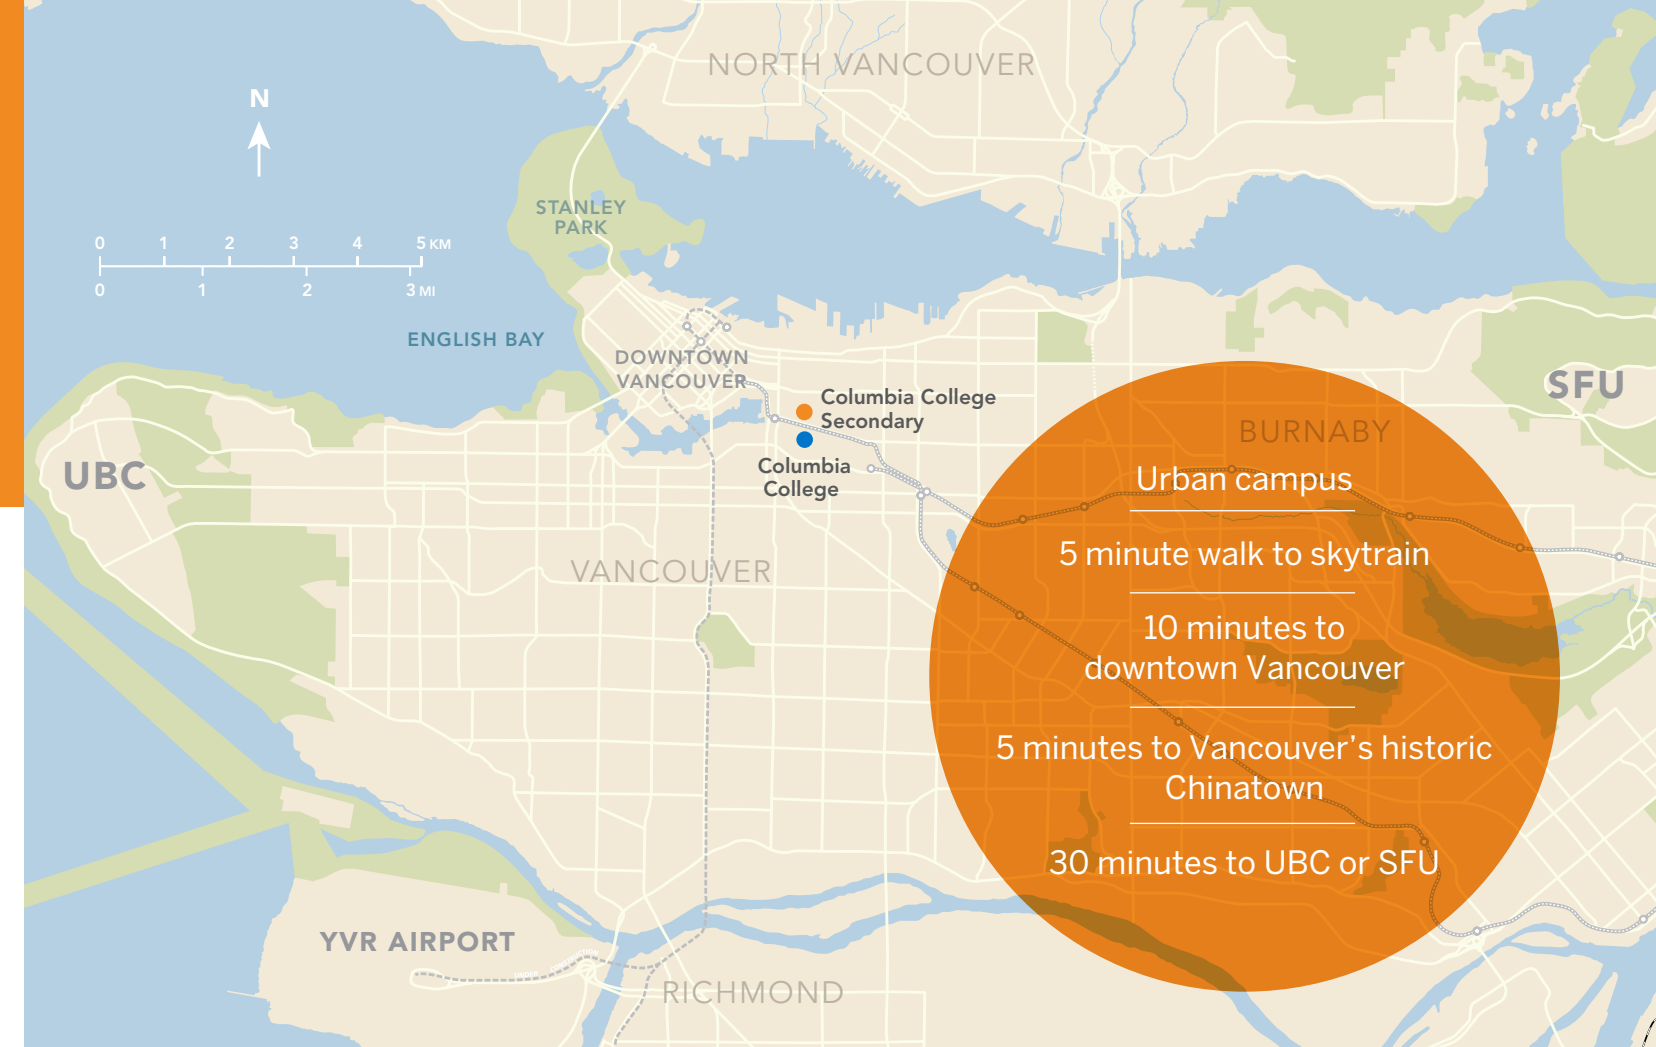 NORTH VANCOUVER
N
STANLEY
PARK
0 1 2 3 4 5 KM
0 1 2 3 MI
ENGLISH BAY
DOWNTOWN
VANCOUVER
Columbia College
Secondary
Columbia
College
SFU
BURNABY
UBC
Urban campus
5 minute walk to skytrain
VANCOUVER
10 minutes to
downtown Vancouver
5 minutes to Vancouver’s historic
Chinatown
30 minutes to UBC or SFU
YVR AIRPORT
UNDER CONSTRUCTION
RICHMOND